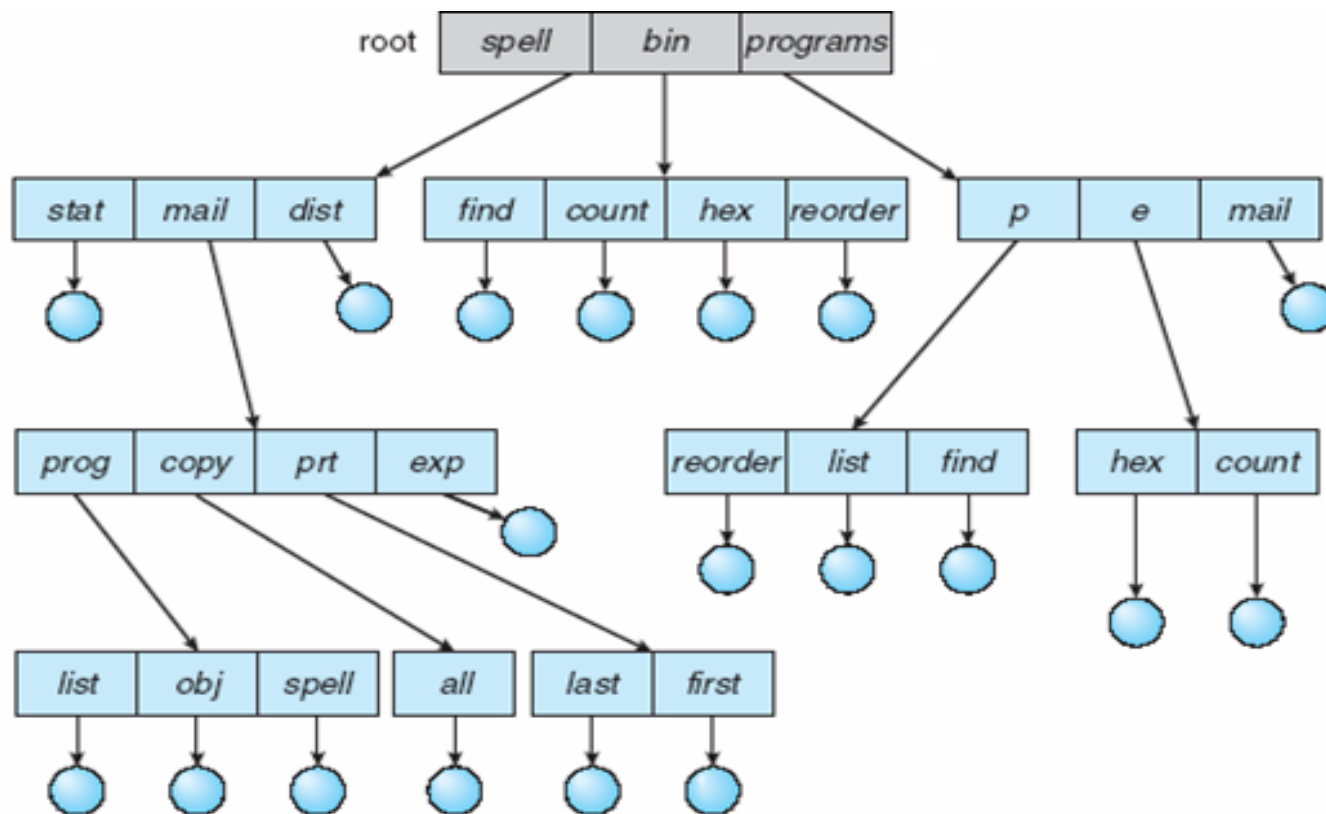 root spell bin programs
stat mail dist find count hex reorder p e mail
prog copy prt exp reorder list find hex count
list obj spell all last first